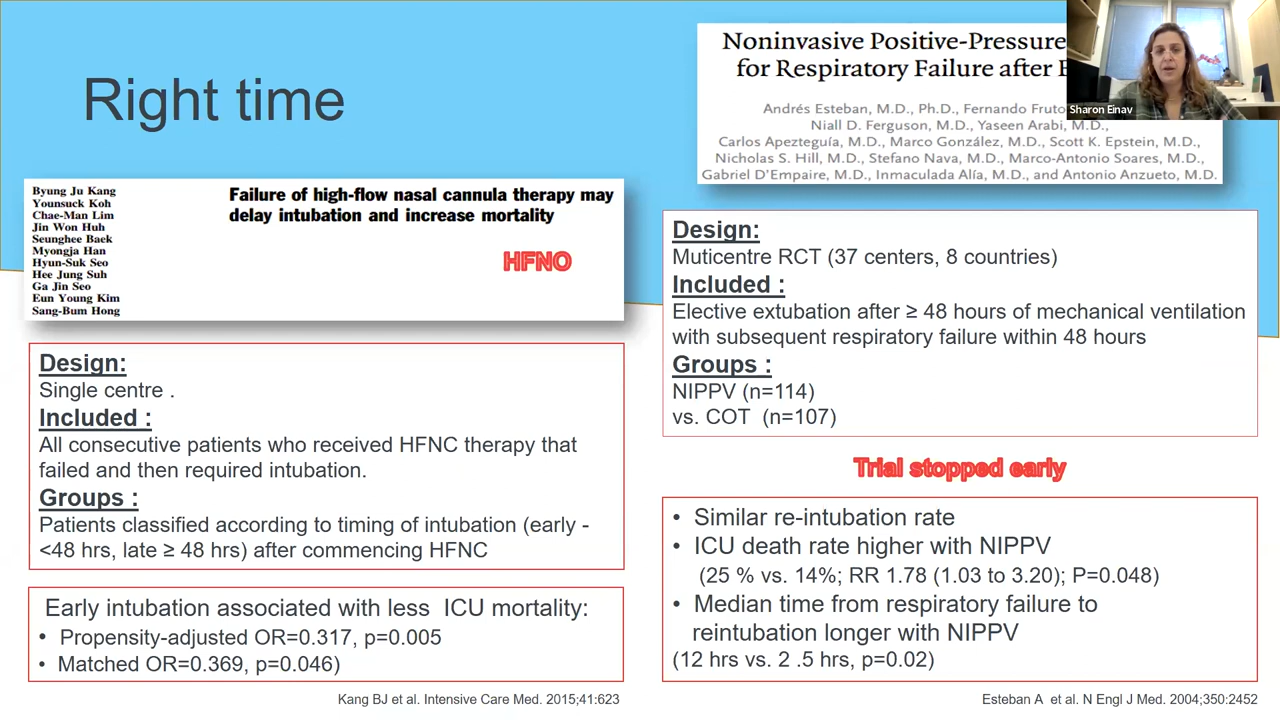 Right time
Noninvasive Positive-Pressure
for Respiratory Failure after
Andrés Esteban, M.D., Ph.D., Fernando Fruto
Niall D. Ferguson, M.D., Yaseen Arabi, M.D.,
Carlos Apezteguía, M.D., Marco González, M.D., Scott K. Epstein, M.D.,
Nicholas S. Hill, M.D., Stefano Nava, M.D., Marco-Antonio Soares, M.D.,
Gabriel D'Empaire, M.D., Inmaculada Alía, M.D., and Antonio Anzueto, M.D.
Sharon Einav
Byung Ju Kang
Younsuck Koh
Chae-Man Lim
Jin Won Huh
Seunghee Baek
Myongja Han
Hyun-Suk Seo
Hee Jung Suh
Ga Jin Seo
Eun Young Kim
Sang-Bum Hong
Failure of high-flow nasal cannula therapy may
delay intubation and increase mortality
HFNO
Design:
Single centre .
Included :
All consecutive patients who received HFNC therapy that
failed and then required intubation.
Groups :
Patients classified according to timing of intubation (early -
<48 hrs, late ≥ 48 hrs) after commencing HFNC
Early intubation associated with less ICU mortality:
• Propensity-adjusted OR=0.317, p=0.005
• Matched OR=0.369, p=0.046)
Kang BJ et al. Intensive Care Med. 2015;41:623
Design:
Muticentre RCT (37 centers, 8 countries)
Included :
Elective extubation after ≥ 48 hours of mechanical ventilation
with subsequent respiratory failure within 48 hours
Groups :
NIPPV (n=114)
vs. COT (n=107)
Trial stopped early
• Similar re-intubation rate
• ICU death rate higher with NIPPV
(25 % vs. 14%; RR 1.78 (1.03 to 3.20); P=0.048)
• Median time from respiratory failure to
reintubation longer with NIPPV
(12 hrs vs. 2 .5 hrs, p=0.02)
Esteban A et al. N Engl J Med. 2004;350:2452